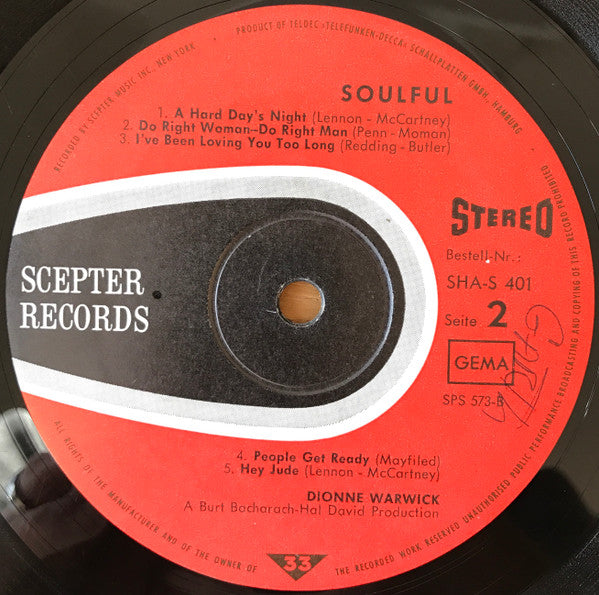 RECORDED BY SCEPTER MUSIC INC. NEW YORK
PRODUCT OF TELDEC »TELEFUNKEN-DECCA« SCHALLPLATTEN GMBH, HAMBURG
SOULFUL
1. A Hard Day's Night (Lennon - McCartney)
2. Do Right Woman–Do Right Man (Penn - Moman)
3. I've Been Loving You Too Long (Redding - Butler)
STEREO
Bestell-Nr.:
SHA-S 401
Seite 2
GEMA
SPS 573-B
SCEPTER
RECORDS
4. People Get Ready (Mayfiled)
5. Hey Jude (Lennon - McCartney)
DIONNE WARWICK
A Burt Bacharach-Hal David Production
33
ALL RIGHTS OF THE MANUFACTURER AND OF THE OWNER OF
THE RECORDED WORK RESERVED UNAUTHORISED PUBLIC PERFORMANCE BROADCASTING AND COPYING OF THIS RECORD PROHIBITED